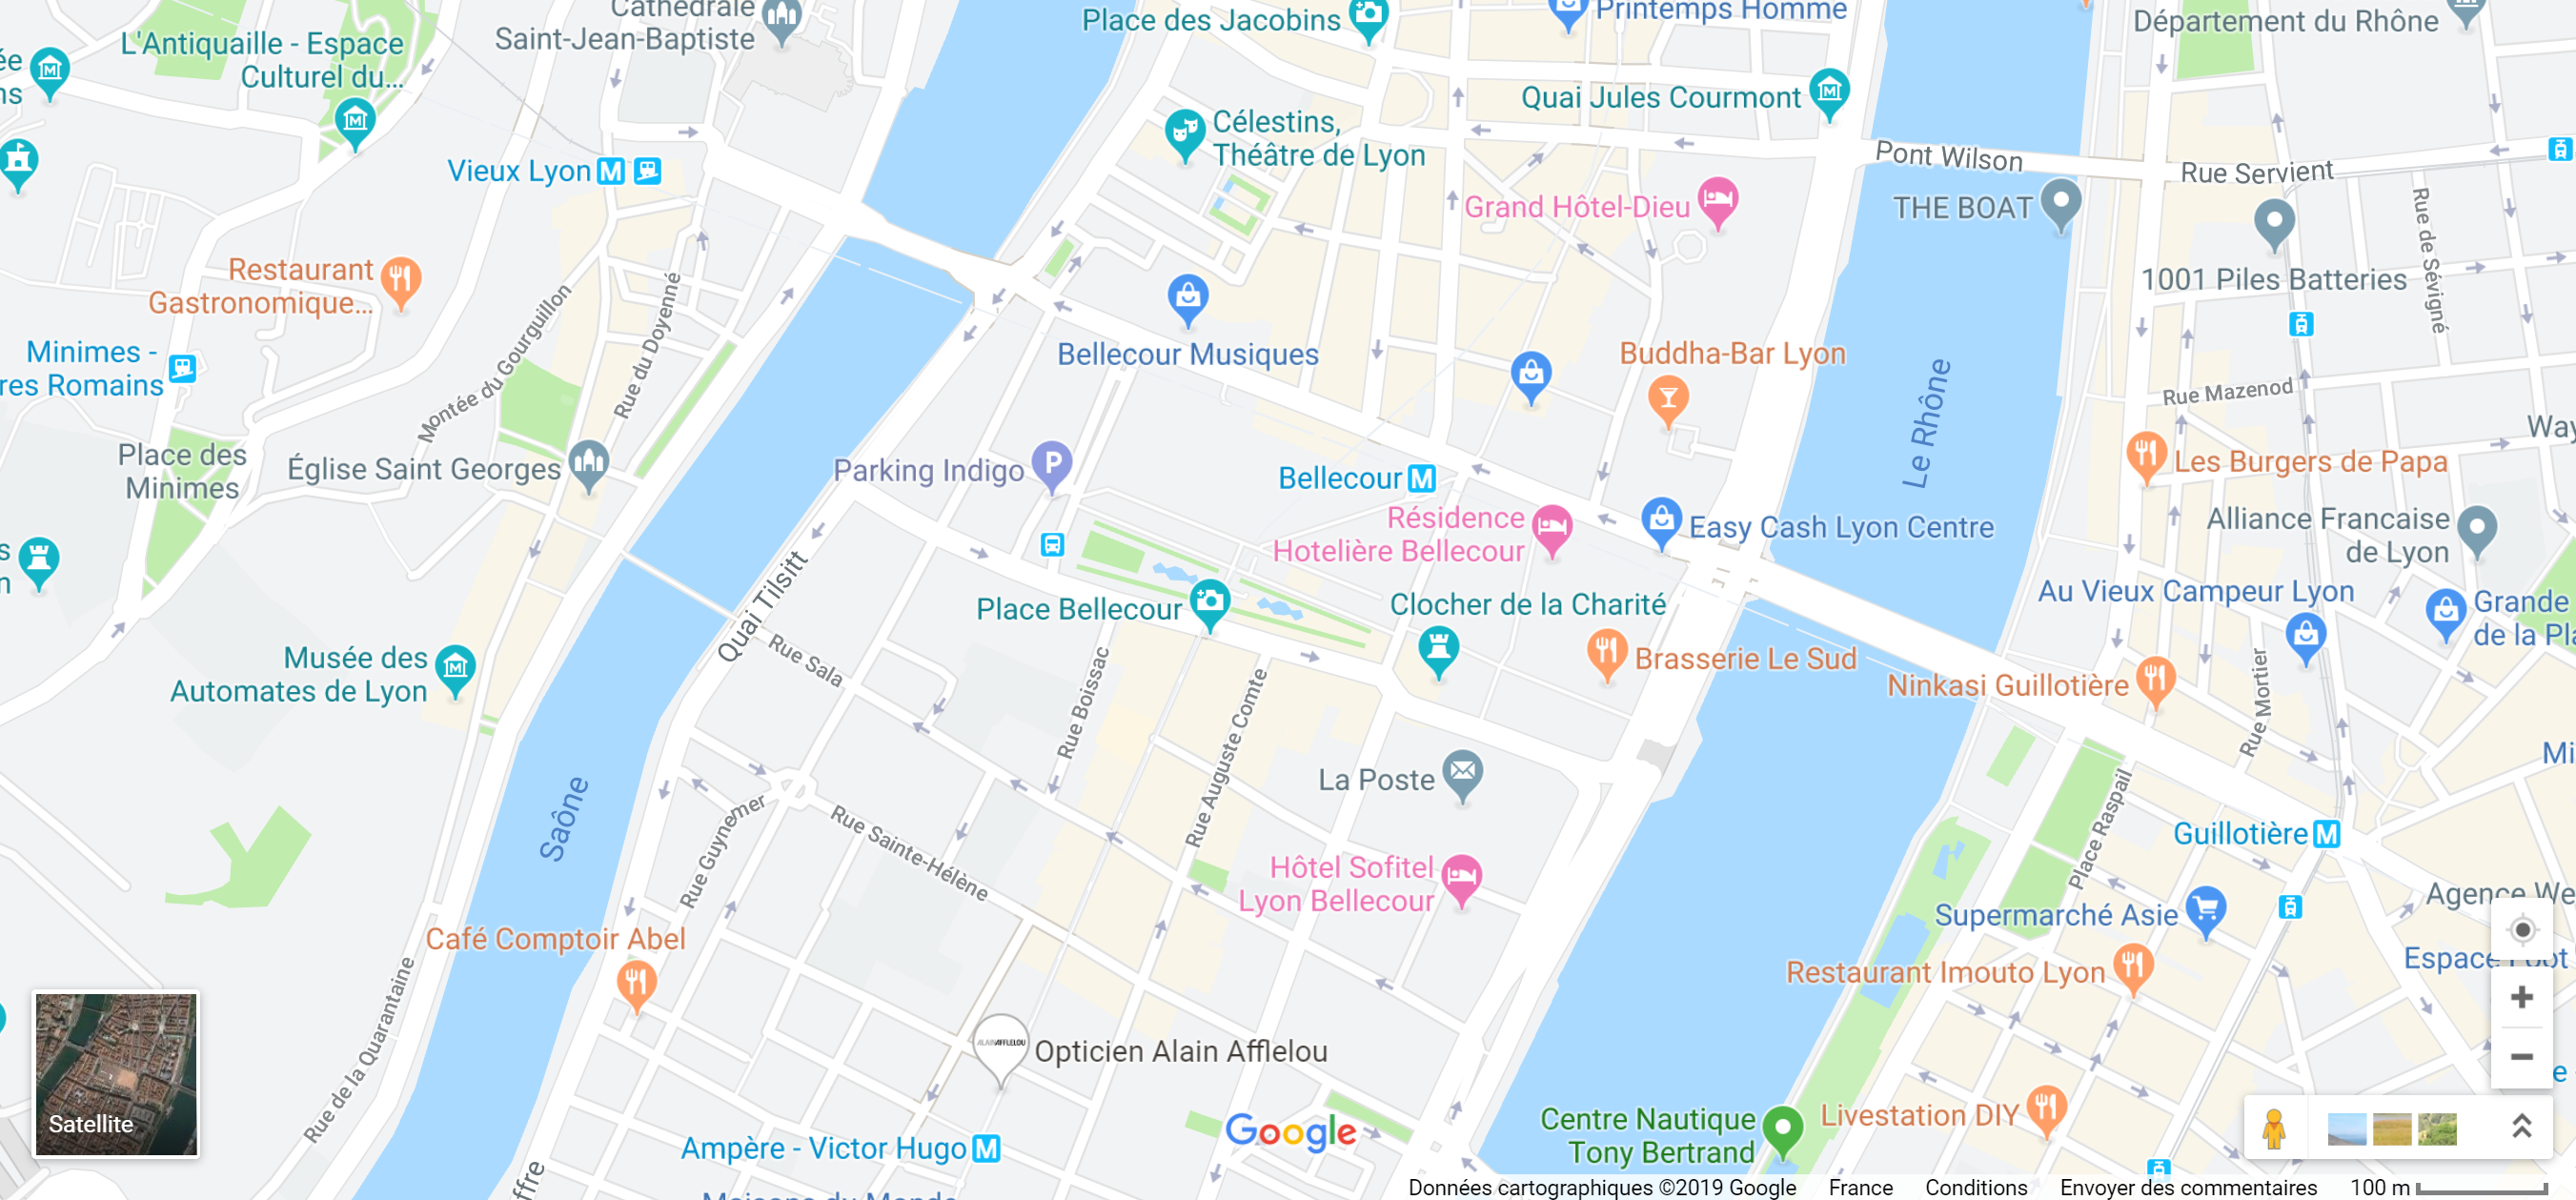 Cathédrale
Saint-Jean-Baptiste
Place des Jacobins
Printemps Homme
Département du Rhône
L'Antiquaille - Espace
Culturel du...
Quai Jules Courmont
Célestins,
Théâtre de Lyon
Pont Wilson
Rue Servient
Vieux Lyon M
Grand Hôtel-Dieu
THE BOAT
Rue de Sévigné
Restaurant
Gastronomique...
1001 Piles Batteries
Montée du Gourguillon
Rue du Doyenné
Minimes -
res Romains
Bellecour Musiques
Buddha-Bar Lyon
Le Rhône
Rue Mazenod
Place des
Minimes
Église Saint Georges
Parking Indigo
P
Bellecour M
Les Burgers de Papa
Résidence
Hotelière Bellecour
Easy Cash Lyon Centre
Alliance Francaise
de Lyon
Quai Tilsitt
Place Bellecour
Clocher de la Charité
Au Vieux Campeur Lyon
Grande
de la Pla
Rue Sala
Musée des
Automates de Lyon
Rue Boissac
Rue Auguste Comte
Brasserie Le Sud
Ninkasi Guillotière
Rue Mortier
La Poste
Saône
Rue Guynemer
Rue Sainte-Hélène
Place Raspail
Guillotière M
Hôtel Sofitel
Lyon Bellecour
Agence We
Supermarché Asie
Café Comptoir Abel
Restaurant Imouto Lyon
Rue de la Quarantaine
ALAIN AFFLELOU
Opticien Alain Afflelou
Satellite
Google
Centre Nautique
Tony Bertrand
Livestation DIY
Ampère - Victor Hugo M
Maisons du Monde
Données cartographiques ©2019 Google
France
Conditions
Envoyer des commentaires
100 m